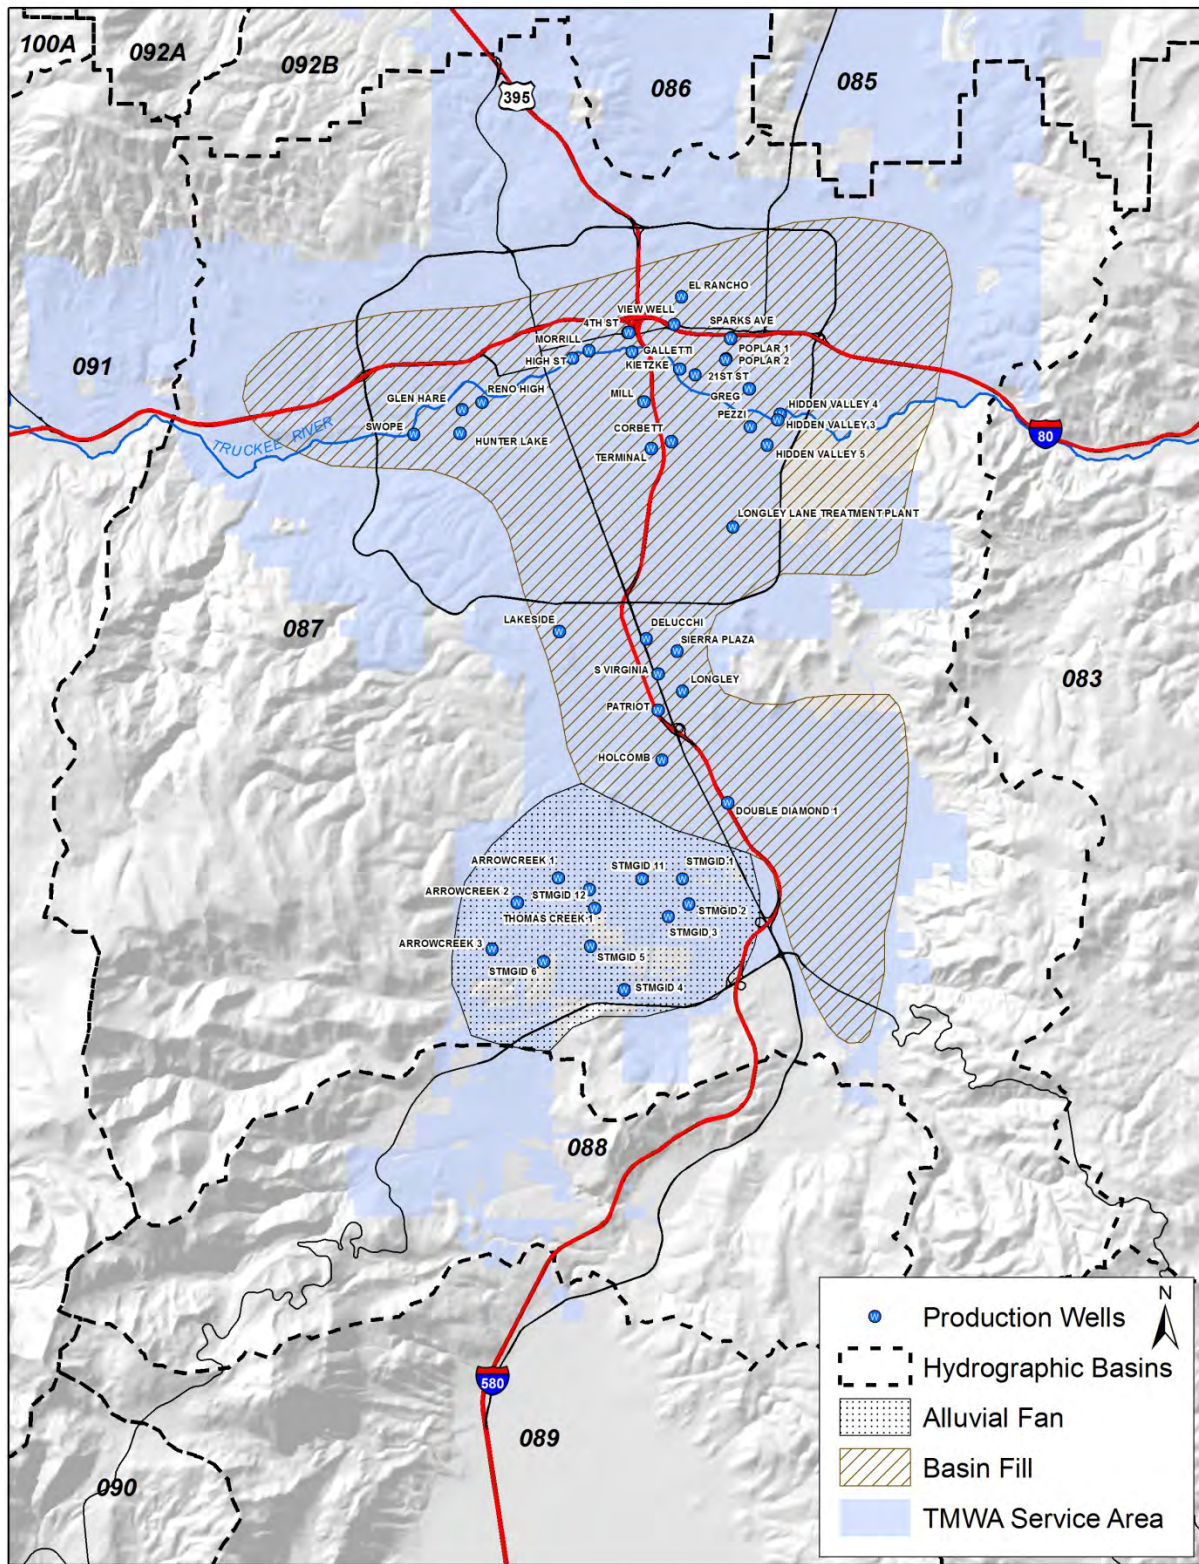 100A
092A
092B
395
086
085
EL RANCHO
VIEW WELL
4TH ST
SPARKS AVE
MORRILL
GALLETTI
POPLAR 1
HIGH ST
KIETZKE
POPLAR 2
091
21ST ST
RENO HIGH
GREG
GLEN HARE
MILL
HIDDEN VALLEY 4
PEZZI
HIDDEN VALLEY 3
SWOPE
CORBETT
80
TRUCKEE RIVER
HUNTER LAKE
TERMINAL
HIDDEN VALLEY 5
LONGLEY LANE TREATMENT PLANT
LAKESIDE
DELUCCHI
087
SIERRA PLAZA
S VIRGINIA
083
LONGLEY
PATRIOT
HOLCOMB
DOUBLE DIAMOND 1
ARROWCREEK 1
STMGID 11
STMGID 1
ARROWCREEK 2
STMGID 12
STMGID 2
THOMAS CREEK 1
STMGID 3
ARROWCREEK 3
STMGID 5
STMGID 6
STMGID 4
088
580
089
090
N
W Production Wells
Hydrographic Basins
Alluvial Fan
Basin Fill
TMWA Service Area